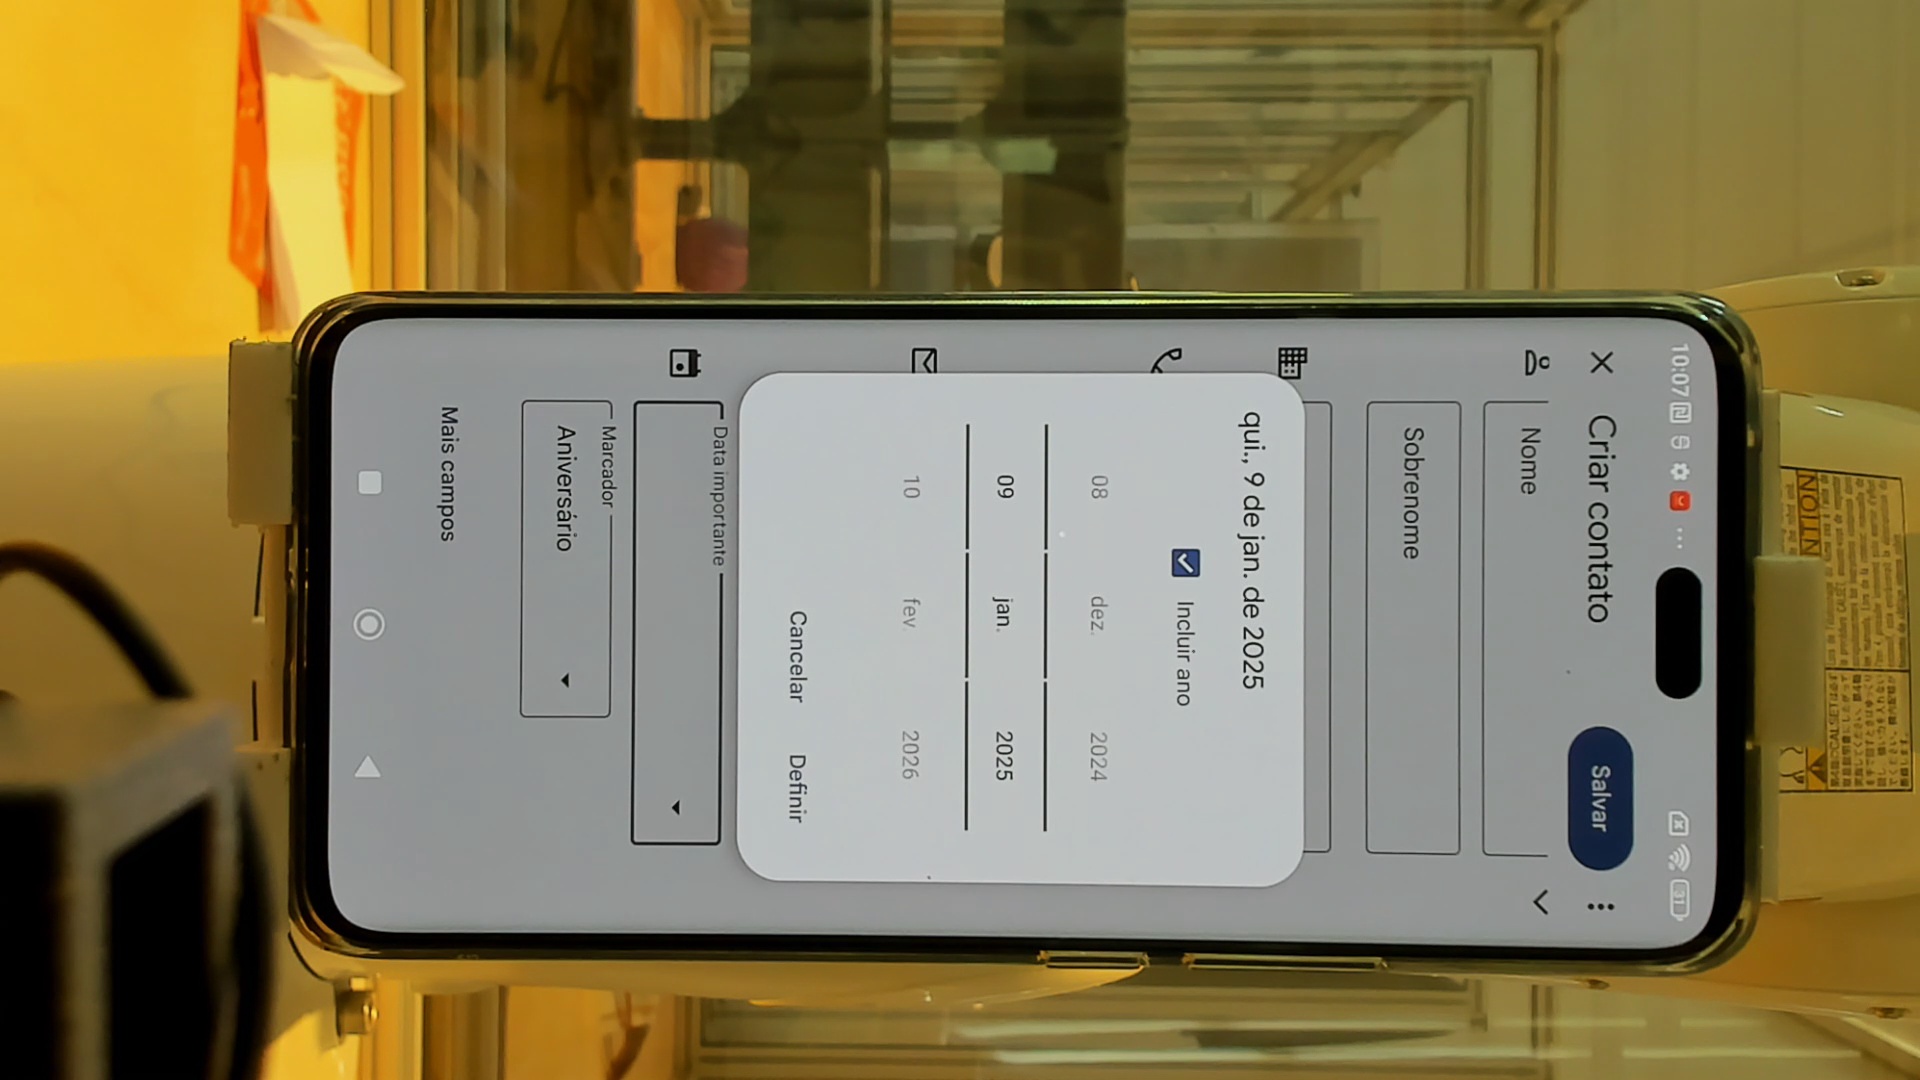 10:07
31
Criar contato
Salvar
Nome
Sobrenome
qui., 9 de jan. de 2025
Incluir ano
08 dez. 2024
09 jan. 2025
10 fev. 2026
Cancelar Definir
Data importante
Marcador
Aniversário
Mais campos